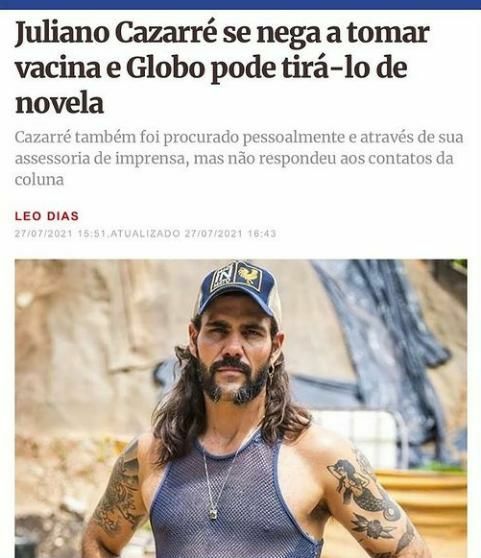 Juliano Cazarré se nega a tomar
vacina e Globo pode tirá-lo de
novela
Cazarré também foi procurado pessoalmente e através de sua
assessoria de imprensa, mas não respondeu aos contatos da
coluna
LEO DIAS
27/07/2021 15:51,ATUALIZADO 27/07/2021 16:43
IN